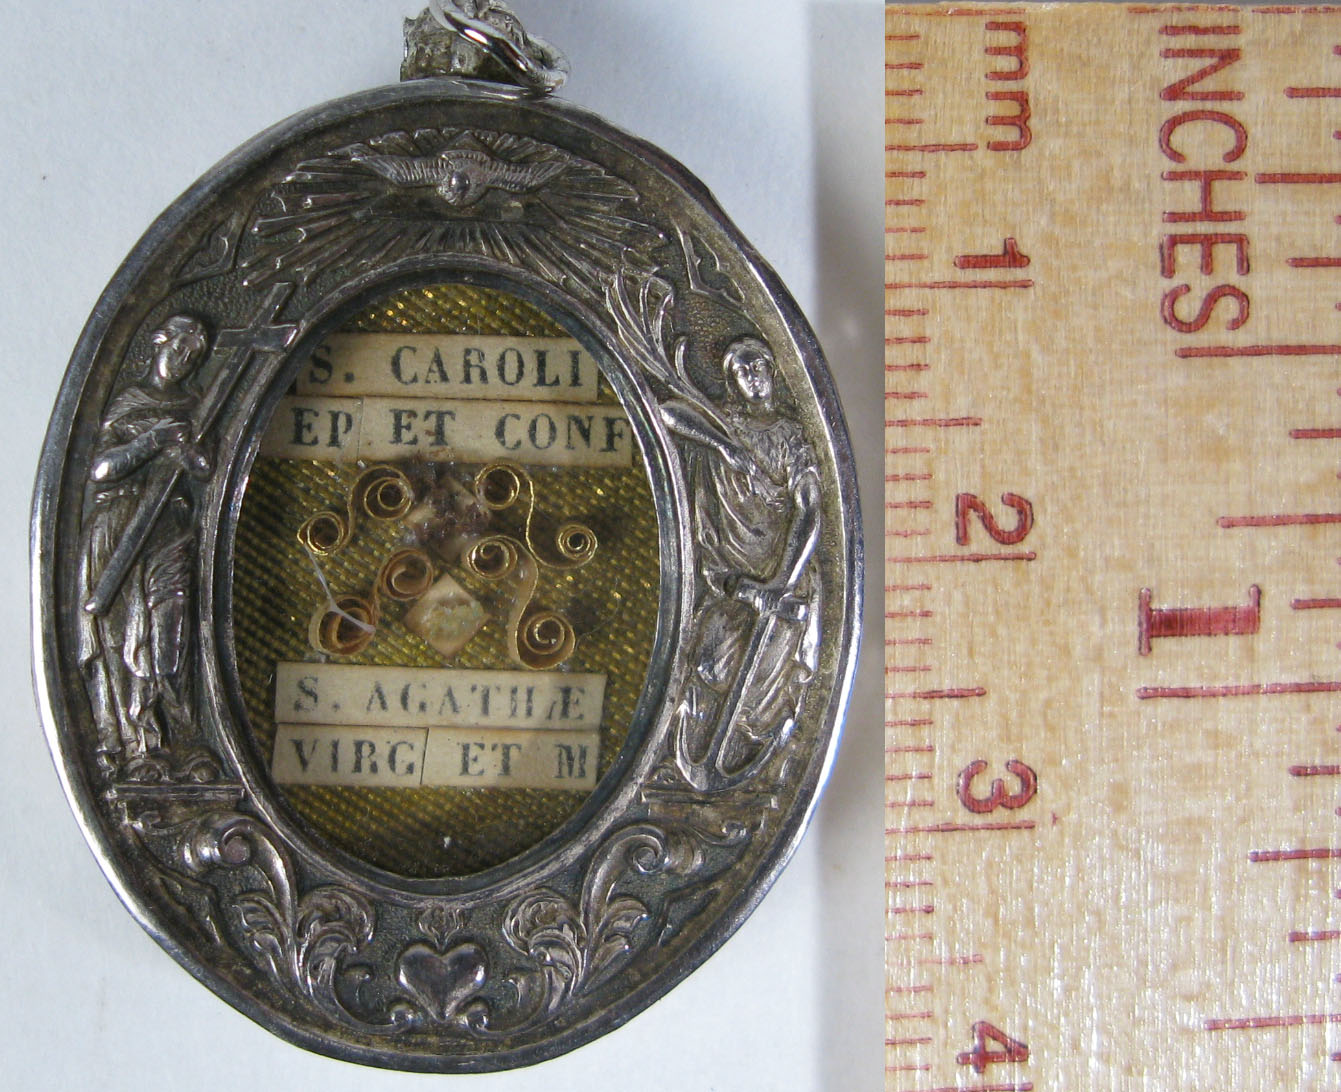 S. CAROLI
EP ET CONF
S. AGATHÆ
VIRG ET M
mm
1
2
3
4
INCHES
1